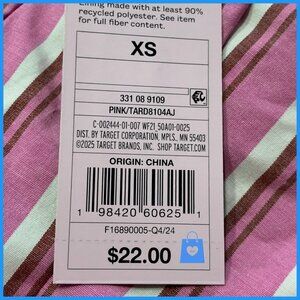 Lining made with at least 90%
recycled polyester. See item
for full fiber content.
XS
331 08 9109
PINK/TARD8104AJ
C-002444-01-007 WFZI_50A01-0025
DIST. BY TARGET CORPORATION, MPLS., MN 55403
©2025 TARGET BRANDS, INC. SHOP TARGET.COM
ORIGIN: CHINA
1 98420 60625 1
F16890005-Q4/24
$22.00